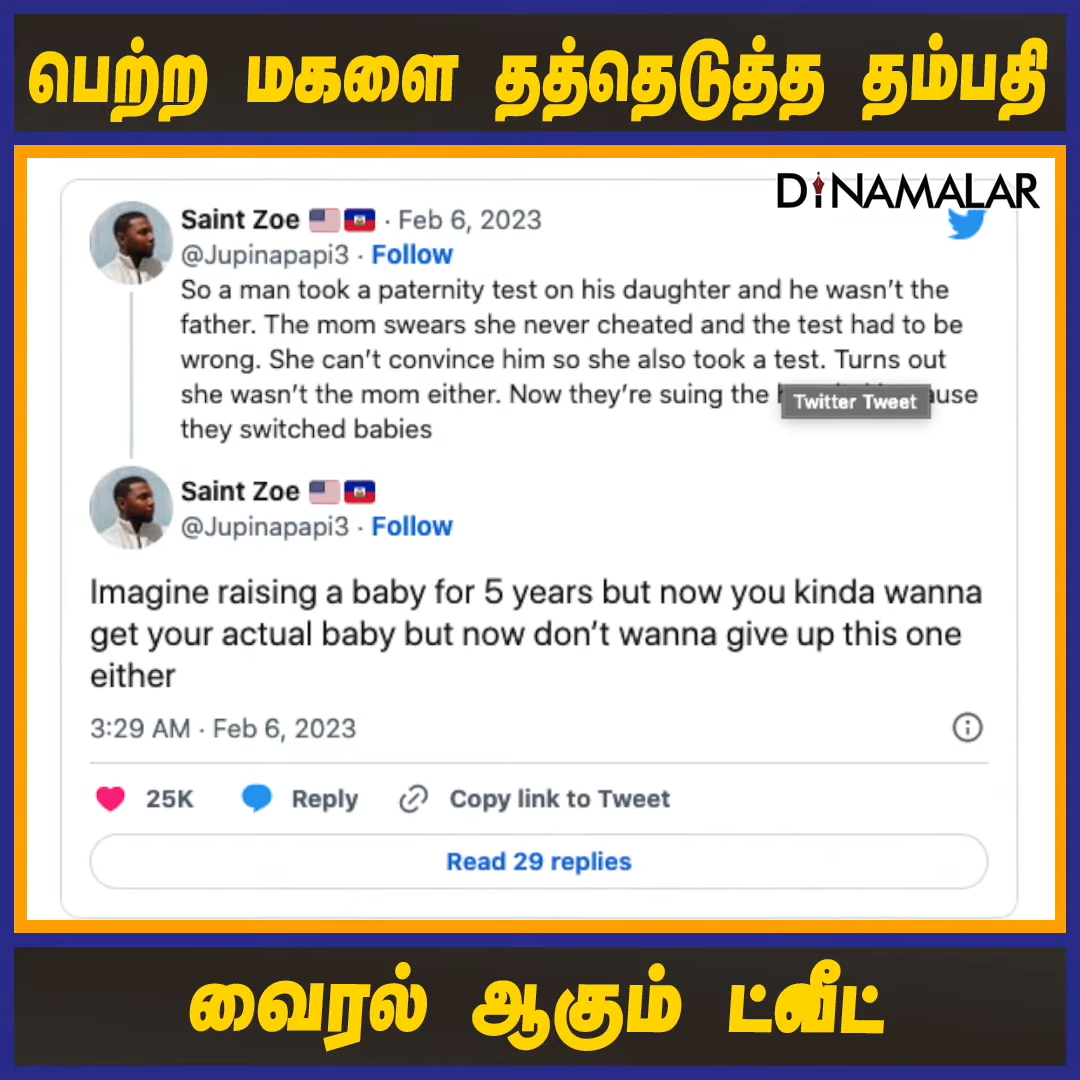 பெற்ற மகளை தத்தெடுத்த தம்பதி
DINAMALAR
Saint Zoe · Feb 6, 2023
@Jupinapapi3 · Follow
So a man took a paternity test on his daughter and he wasn't the
father. The mom swears she never cheated and the test had to be
wrong. She can't convince him so she also took a test. Turns out
she wasn't the mom either. Now they're suing the
Twitter Tweet
they switched babies
Saint Zoe
@Jupinapapi3 · Follow
Imagine raising a baby for 5 years but now you kinda wanna
get your actual baby but now don't wanna give up this one
either
3:29 AM · Feb 6, 2023
25K Reply Copy link to Tweet
Read 29 replies
வைரல் ஆகும் ட்வீட்